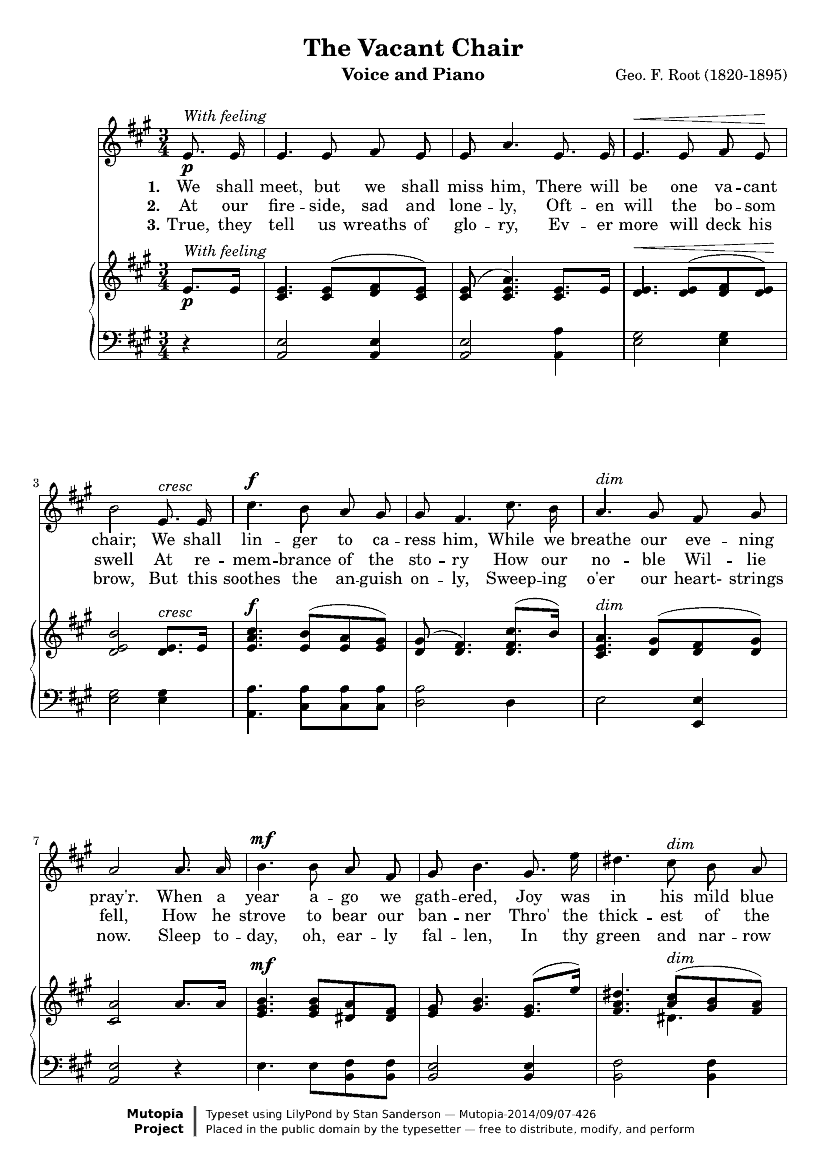 The Vacant Chair
Voice and Piano
Geo. F. Root (1820-1895)
With feeling
p
1. We shall meet, but we shall miss him, There will be one va - cant
2. At our fire - side, sad and lone - ly, Oft - en will the bo - som
3. True, they tell us wreaths of glo - ry, Ev - er more will deck his
With feeling
p
3
cresc f dim
chair; We shall lin - ger to ca - ress him, While we breathe our eve - ning
swell At re - mem - brance of the sto - ry How our no - ble Wil - lie
brow, But this soothes the an - guish on - ly, Sweep - ing o'er our heart- strings
cresc f dim
7
mf dim
pray'r. When a year a - go we gath - ered, Joy was in his mild blue
fell, How he strove to bear our ban - ner Thro' the thick - est of the
now. Sleep to - day, oh, ear - ly fal - len, In thy green and nar - row
mf dim
Mutopia Project
Typeset using LilyPond by Stan Sanderson — Mutopia-2014/09/07-426
Placed in the public domain by the typesetter — free to distribute, modify, and perform